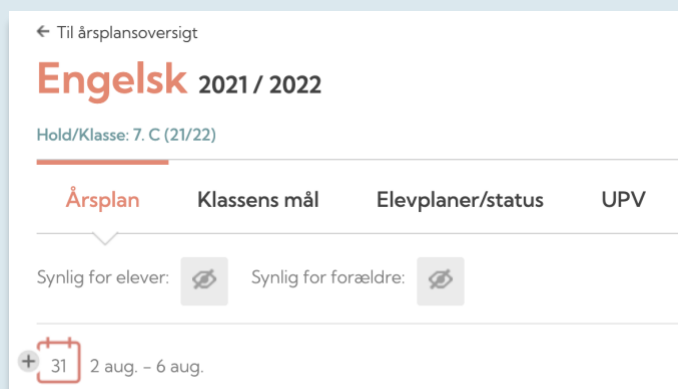 ← Til årsplansoversigt
Engelsk 2021 / 2022
Hold/Klasse: 7. C (21/22)
Årsplan Klassens mål Elevplaner/status UPV
Synlig for elever: Synlig for forældre:
+ 31 2 aug. – 6 aug.